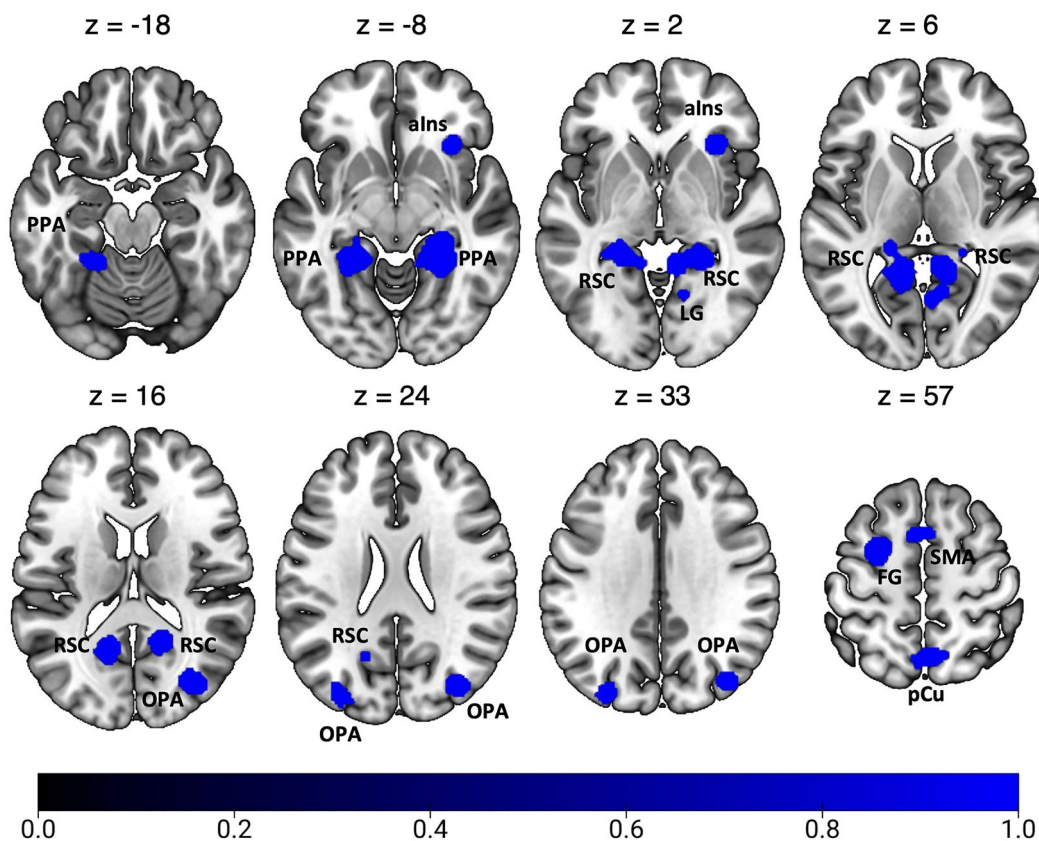 z = -18 z = -8 z = 2 z = 6
aIns aIns
PPA PPA PPA RSC RSC RSC RSC
LG
z = 16 z = 24 z = 33 z = 57
RSC RSC RSC OPA OPA FG SMA
OPA OPA OPA pCu
0.0 0.2 0.4 0.6 0.8 1.0